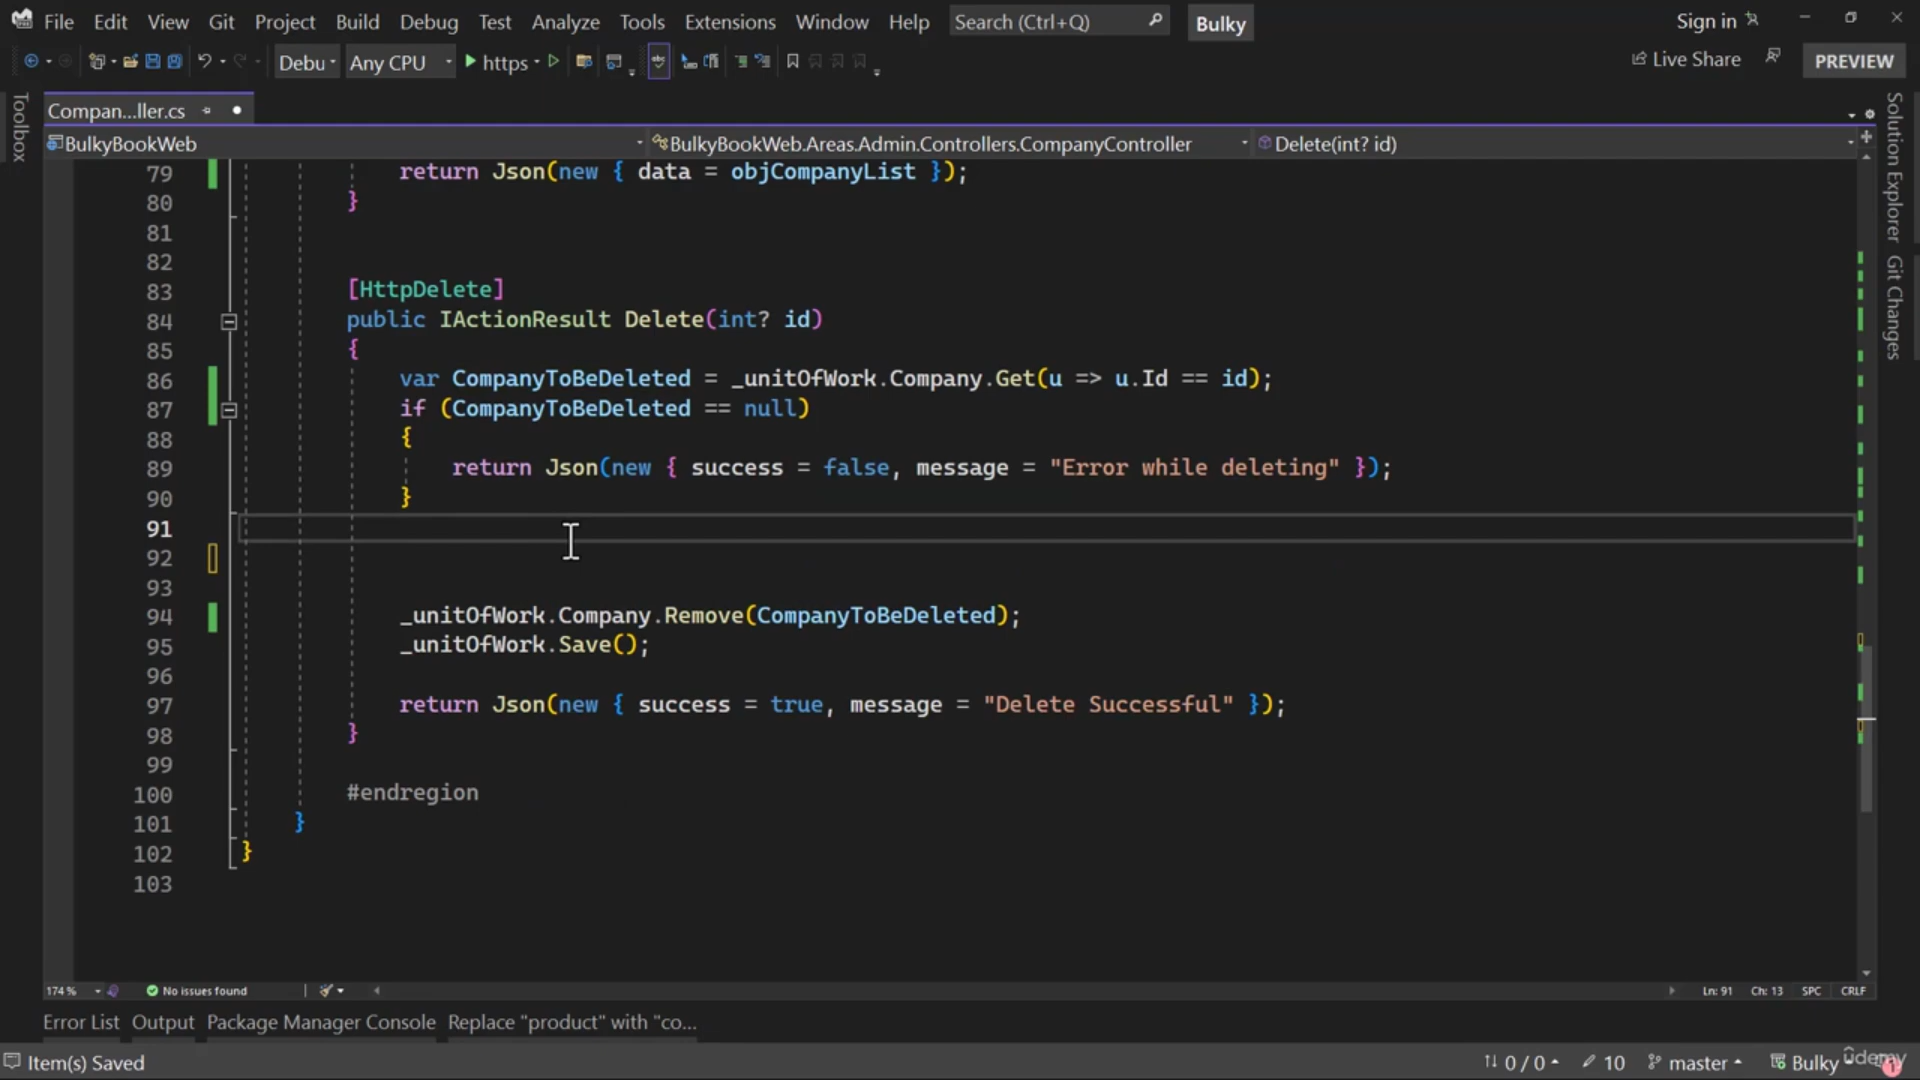 File Edit View Git Project Build Debug Test Analyze Tools Extensions Window Help Search (Ctrl+Q) Bulky Sign in
Debu Any CPU https Live Share PREVIEW
Toolbox
Compan...ller.cs
BulkyBookWeb BulkyBookWeb.Areas.Admin.Controllers.CompanyController Delete(int? id)
Solution Explorer
Git Changes
79 return Json(new { data = objCompanyList });
80 }
81
82
83 [HttpDelete]
84 public IActionResult Delete(int? id)
85 {
86 var CompanyToBeDeleted = _unitOfWork.Company.Get(u => u.Id == id);
87 if (CompanyToBeDeleted == null)
88 {
89 return Json(new { success = false, message = "Error while deleting" });
90 }
91
92
93
94 _unitOfWork.Company.Remove(CompanyToBeDeleted);
95 _unitOfWork.Save();
96
97 return Json(new { success = true, message = "Delete Successful" });
98 }
99
100 #endregion
101 }
102 }
103
174 % No issues found Ln: 91 Ch: 13 SPC CRLF
Error List Output Package Manager Console Replace "product" with "co...
Item(s) Saved 0 / 0 10 master Bulky 1
udemy